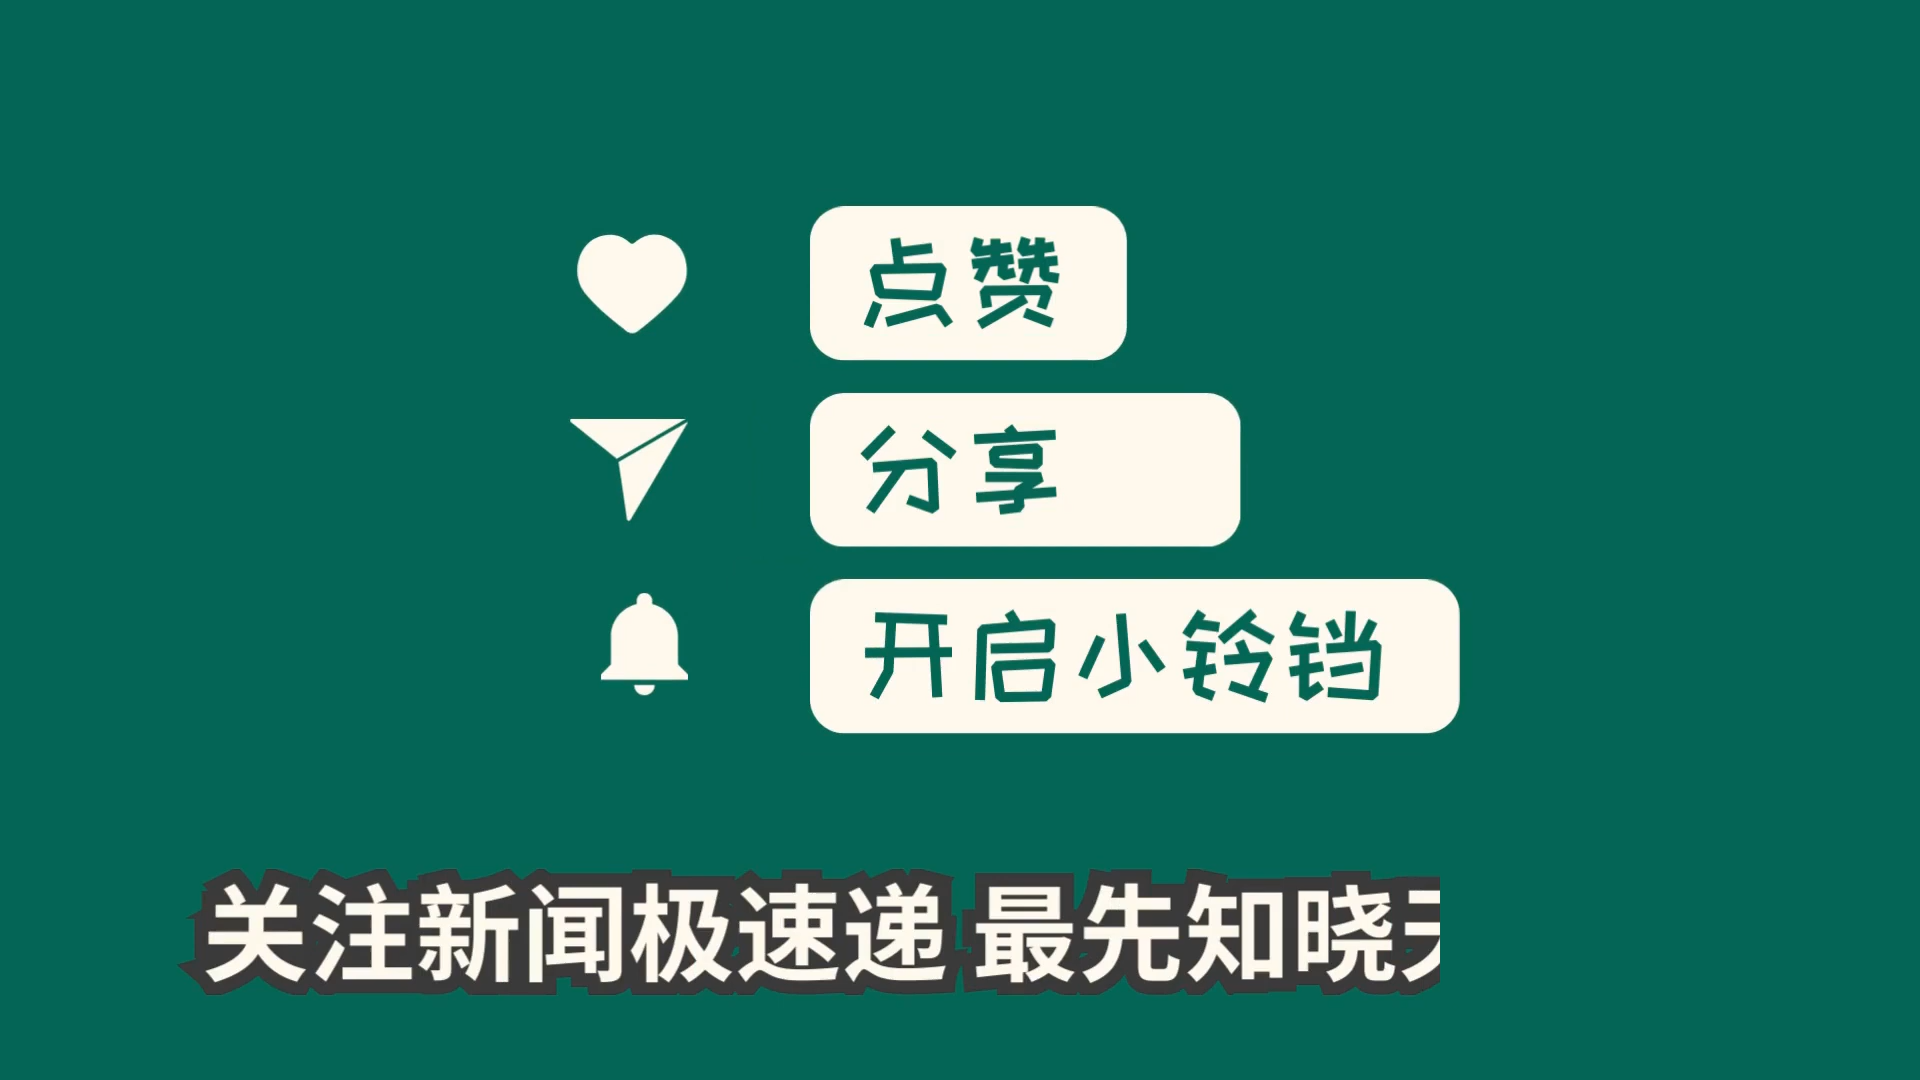 点赞
分享
开启小铃铛
关注新闻极速递 最先知晓